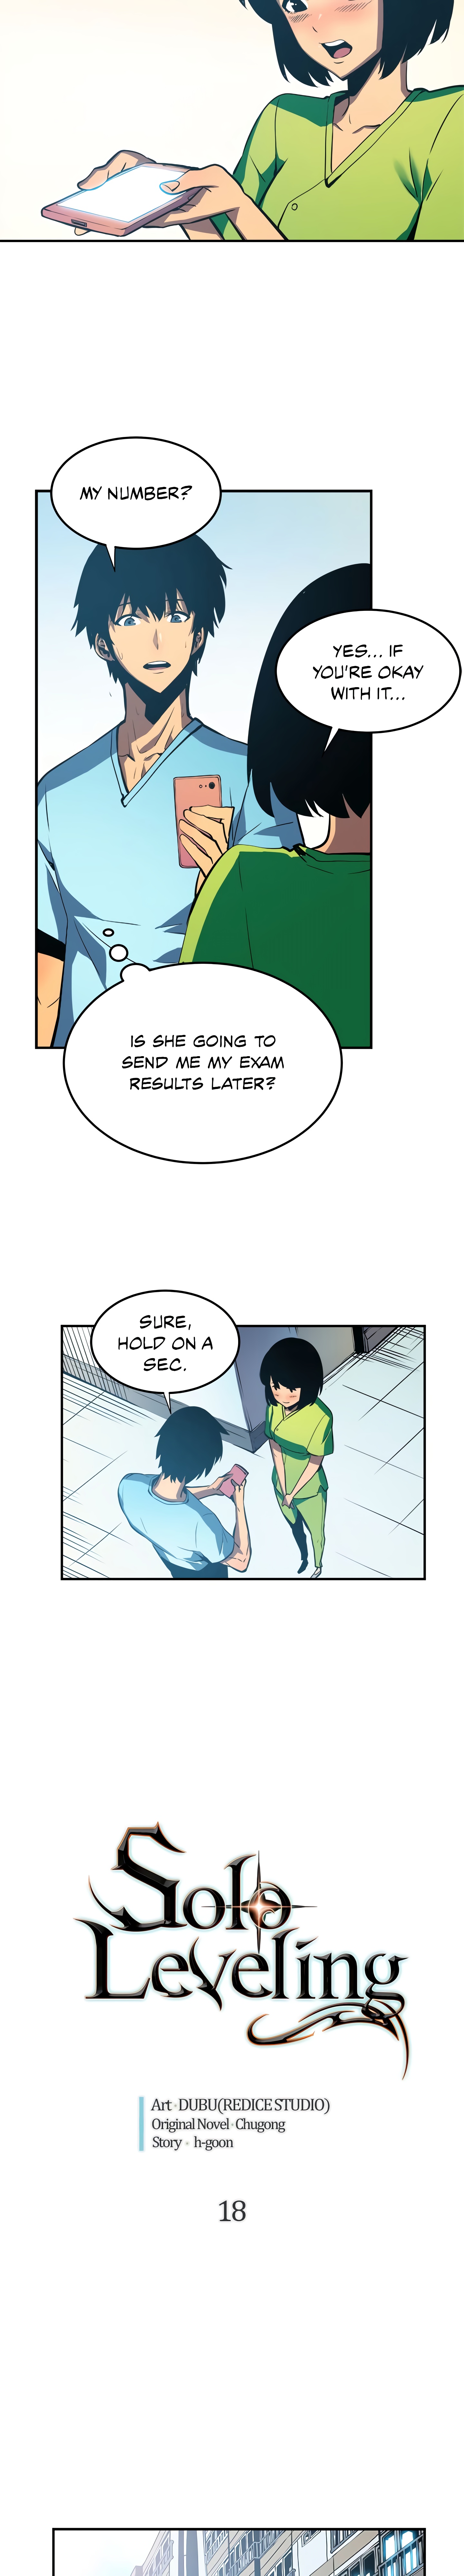 MY NUMBER?
YES... IF
YOU'RE OKAY
WITH IT...
IS SHE GOING TO
SEND ME MY EXAM
RESULTS LATER?
SURE,
HOLD ON A
SEC.
Solo
Leveling
Art • DUBU(REDICE STUDIO)
Original Novel • Chugong
Story • h-goon
18